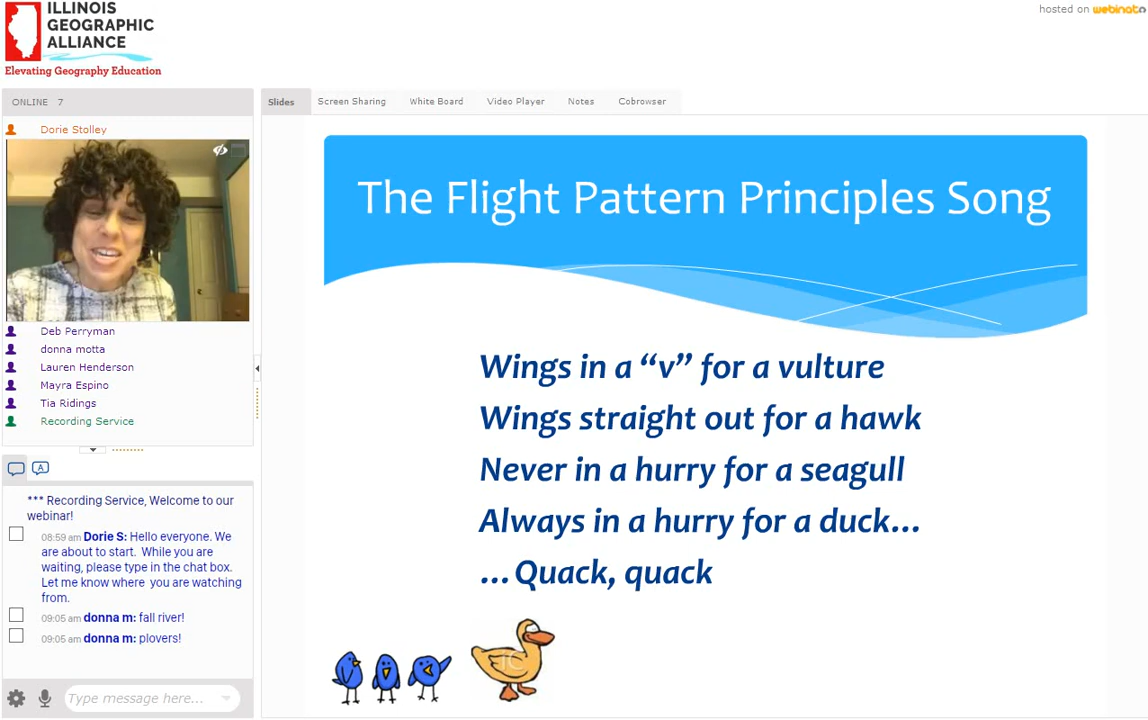 ILLINOIS
GEOGRAPHIC
ALLIANCE
Elevating Geography Education
hosted on webinato
ONLINE 7
Dorie Stolley
Deb Perryman
donna motta
Lauren Henderson
Mayra Espino
Tia Ridings
Recording Service
A
*** Recording Service, Welcome to our
webinar!
08:59 am Dorie S: Hello everyone. We
are about to start. While you are
waiting, please type in the chat box.
Let me know where you are watching
from.
09:05 am donna m: fall river!
09:05 am donna m: plovers!
Type message here...
Slides
Screen Sharing
White Board
Video Player
Notes
Cobrowser
The Flight Pattern Principles Song
Wings in a “v” for a vulture
Wings straight out for a hawk
Never in a hurry for a seagull
Always in a hurry for a duck...
... Quack, quack